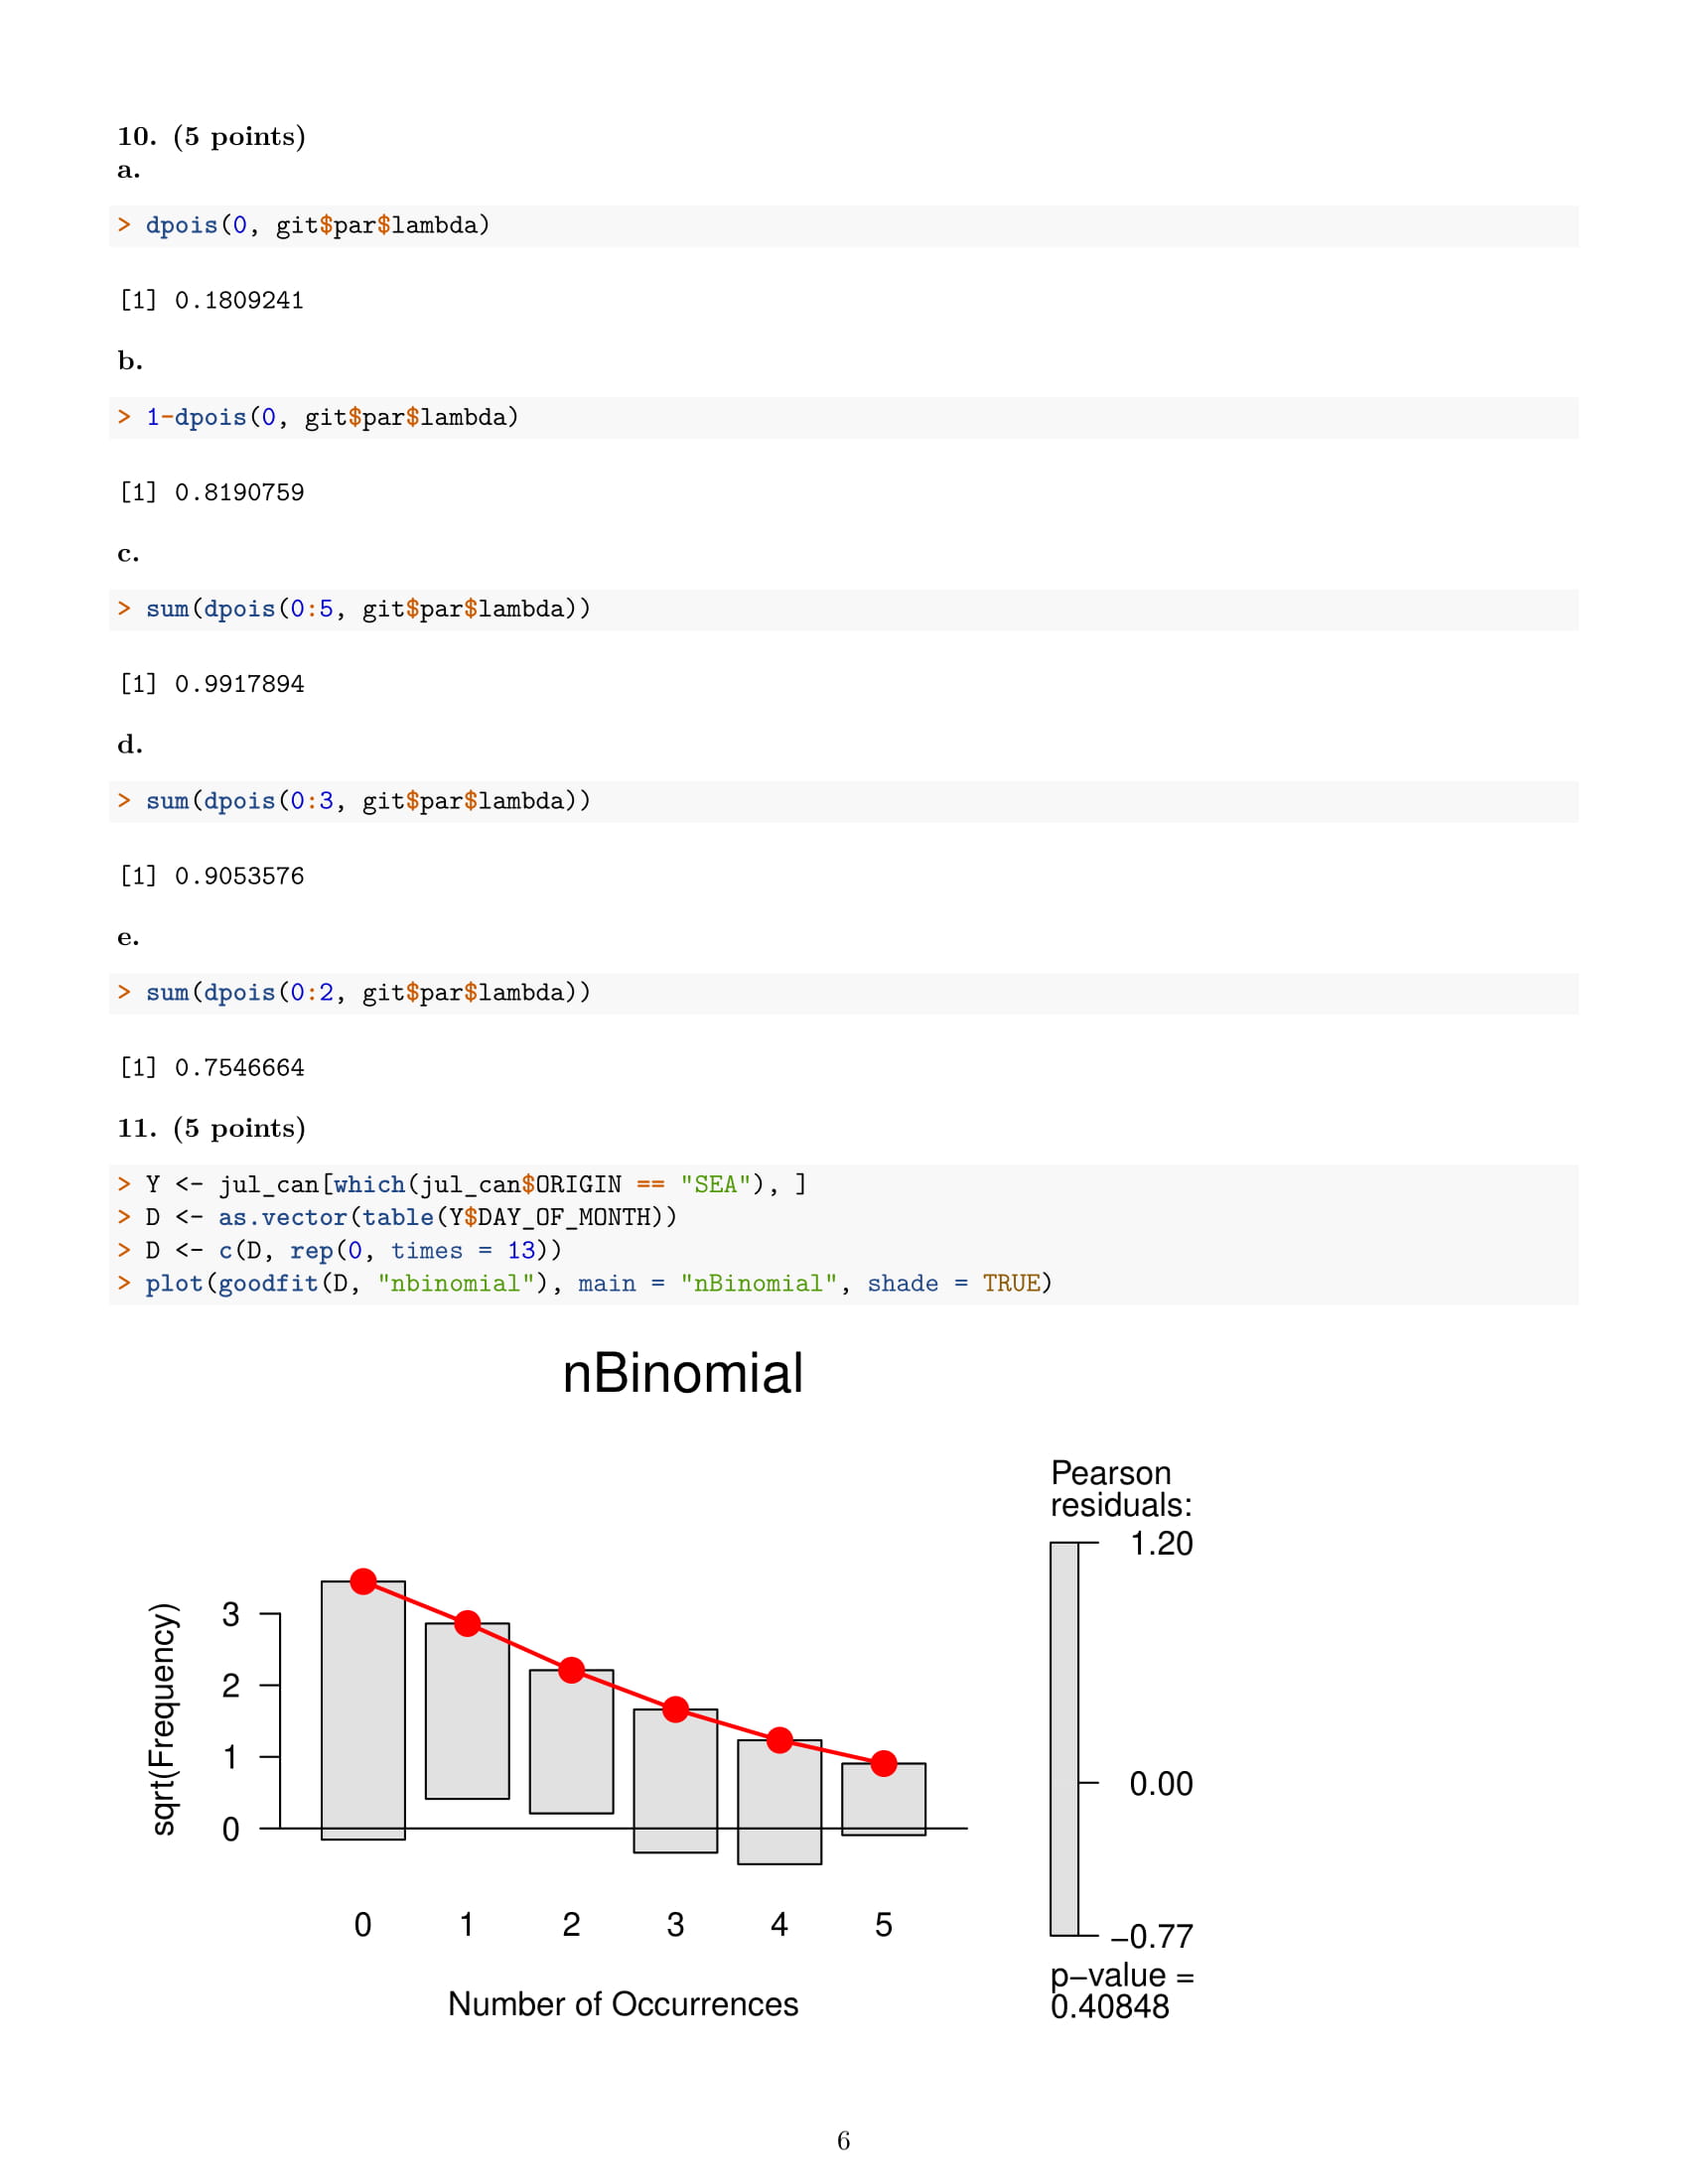 10. (5 points)
a.
> dpois(0, git$par$lambda)
[1] 0.1809241
b.
> 1-dpois(0, git$par$lambda)
[1] 0.8190759
c.
> sum(dpois(0:5, git$par$lambda))
[1] 0.9917894
d.
> sum(dpois(0:3, git$par$lambda))
[1] 0.9053576
e.
> sum(dpois(0:2, git$par$lambda))
[1] 0.7546664
11. (5 points)
> Y <- jul_can[which(jul_can$ORIGIN == "SEA"), ]
> D <- as.vector(table(Y$DAY_OF_MONTH))
> D <- c(D, rep(0, times = 13))
> plot(goodfit(D, "nbinomial"), main = "nBinomial", shade = TRUE)
nBinomial
sqrt(Frequency)
3
2
1
0
0 1 2 3 4 5
Number of Occurrences
Pearson
residuals:
1.20
0.00
−0.77
p−value =
0.40848
6